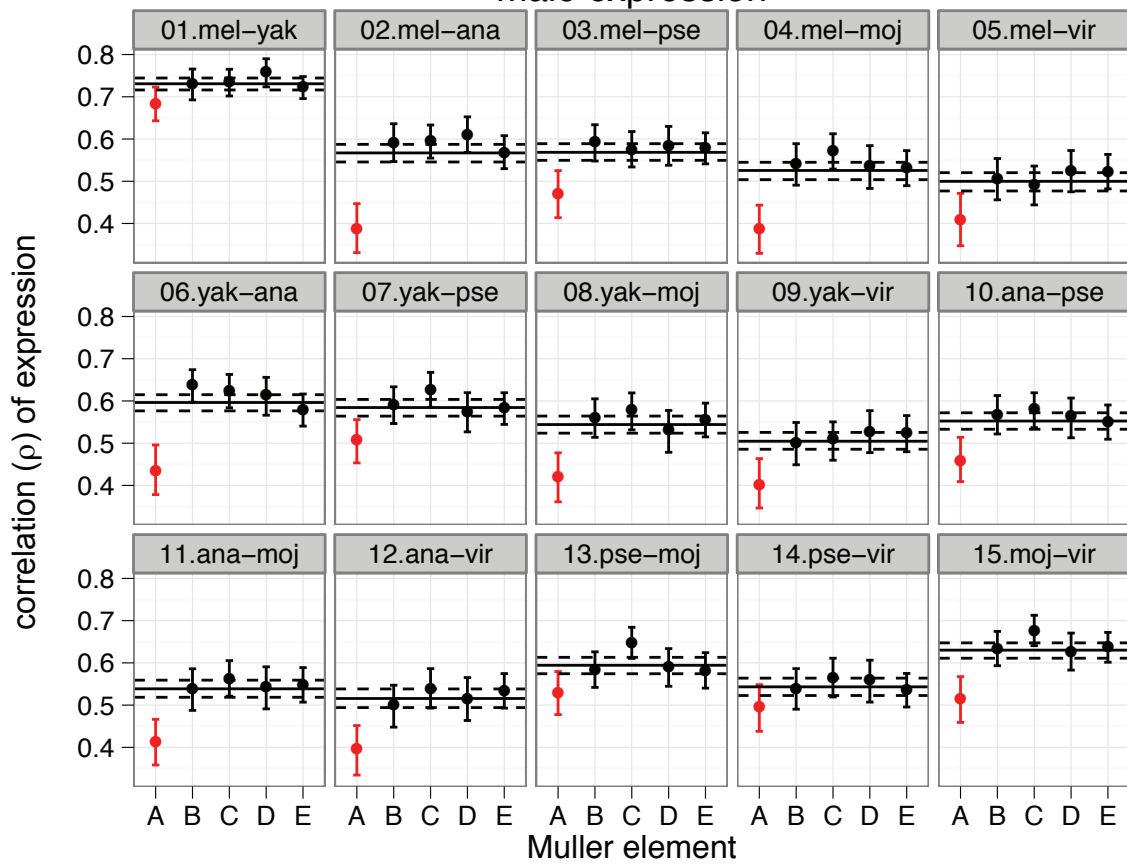 male expression
01.mel−yak 02.mel−ana 03.mel−pse 04.mel−moj 05.mel−vir
0.8
0.7
0.6
0.5
0.4
06.yak−ana 07.yak−pse 08.yak−moj 09.yak−vir 10.ana−pse
0.8
0.7
0.6
0.5
0.4
11.ana−moj 12.ana−vir 13.pse−moj 14.pse−vir 15.moj−vir
0.8
0.7
0.6
0.5
0.4
A B C D E A B C D E A B C D E A B C D E A B C D E
Muller element
correlation (ρ) of expression